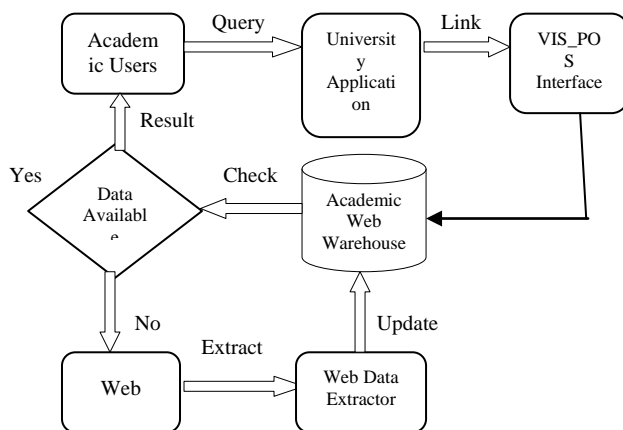 Academ
ic Users
Query
Universit
y
Applicati
on
Link
VIS_PO
S
Interface
Result
Yes
Data
Availabl
e
Check
Academic
Web
Warehouse
No
Extract
Update
Web
Web Data
Extractor